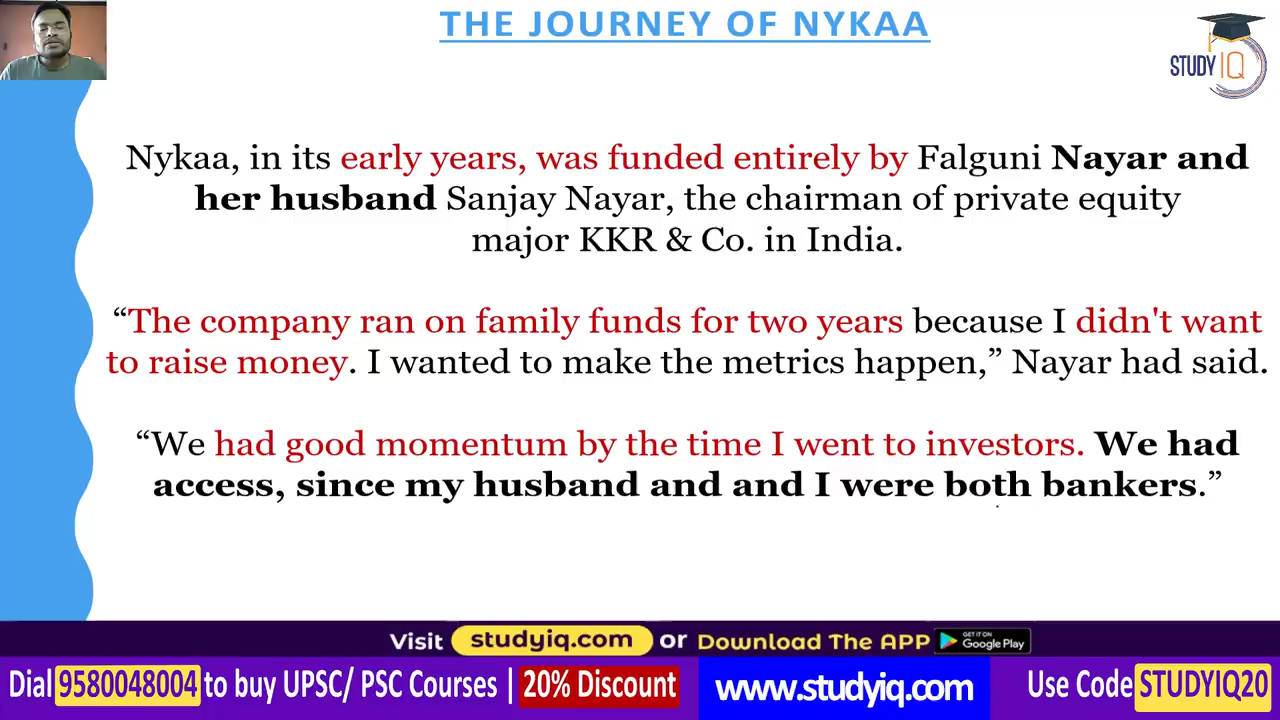 THE JOURNEY OF NYKAA
STUDY IQ
Nykaa, in its early years, was funded entirely by Falguni Nayar and
her husband Sanjay Nayar, the chairman of private equity
major KKR & Co. in India.
“The company ran on family funds for two years because I didn't want
to raise money. I wanted to make the metrics happen,” Nayar had said.
“We had good momentum by the time I went to investors. We had
access, since my husband and and I were both bankers.”
Visit studyiq.com or Download The APP GET IT ON Google Play
Dial 9580048004 to buy UPSC/ PSC Courses | 20% Discount www.studyiq.com Use Code STUDYIQ20